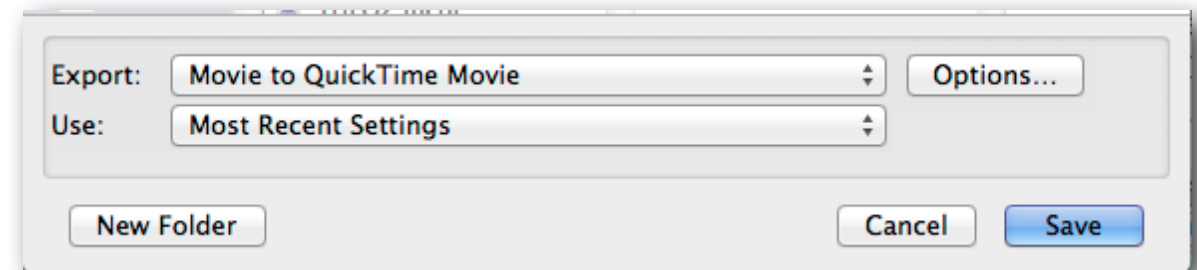 Export: Movie to QuickTime Movie Options...
Use: Most Recent Settings
New Folder Cancel Save